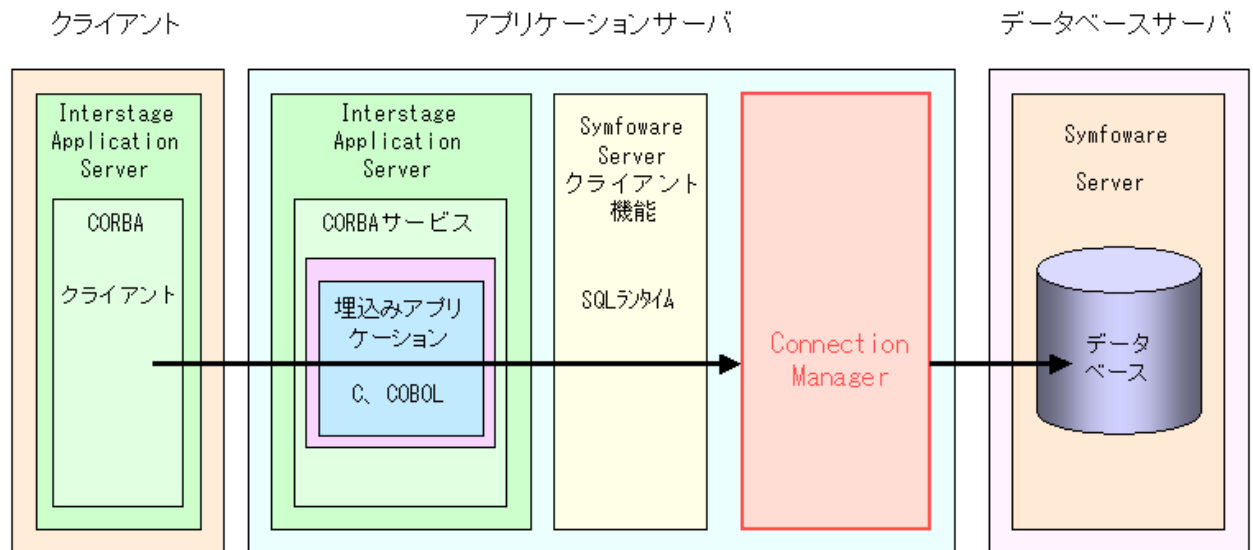 クライアント
アプリケーションサーバ
データベースサーバ
Interstage
Application
Server
CORBA
クライアント
Interstage
Application
Server
CORBAサービス
埋込みアプリ
ケーション
C、COBOL
Symfoware
Server
クライアント
機能
SQLランタイム
Connection
Manager
Symfoware
Server
データ
ベース